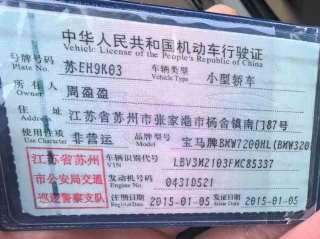 中华人民共和国机动车行驶证
Vehicle License of the People's Republic of China
号牌号码 苏EH9K03 车辆类型 小型轿车
Plate No. Vehicle Type
所有人 周盈盈
Owner
住址 江苏省苏州市张家港市杨舍镇南门87号
Address
使用性质 非营运 品牌型号 宝马牌BMW7200HL(BMW320
Use Character Model
江苏省苏州 车辆识别代号 LBV3M2103FMC85337
市公安局交通 VIN
巡逻警察支队 发动机号码 0431D521
Engine No.
注册日期 2015-01-05 发证日期 2015-01-05
Register Date Issue Date